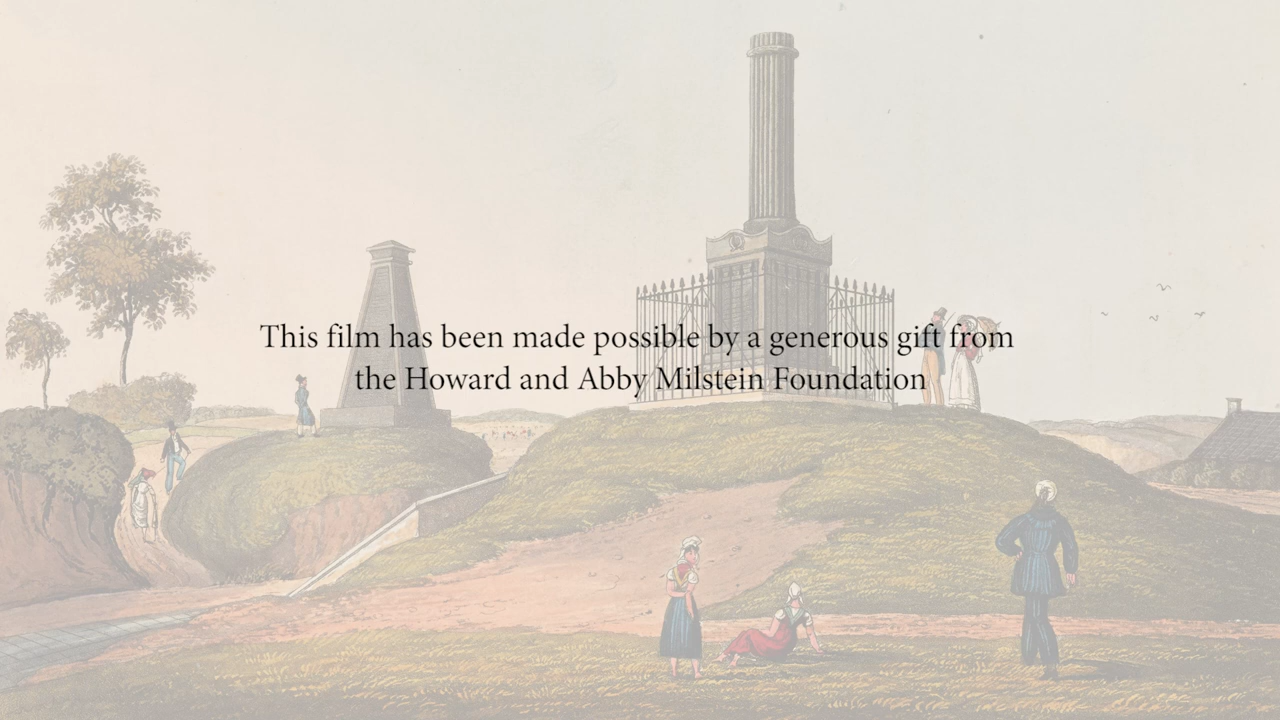 This film has been made possible by a generous gift from
the Howard and Abby Milstein Foundation